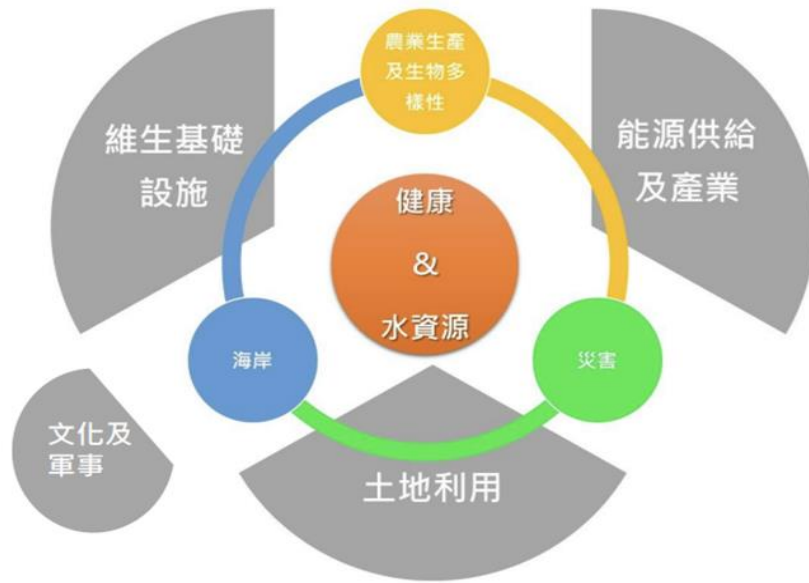 農業生產
及生物多
樣性
維生基礎
設施
能源供給
及產業
健康
&
水資源
海岸
災害
文化及
軍事
土地利用